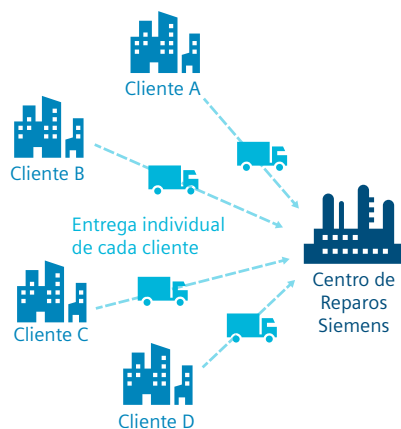 Cliente A
Cliente B
Entrega individual
de cada cliente
Centro de
Reparos
Siemens
Cliente C
Cliente D